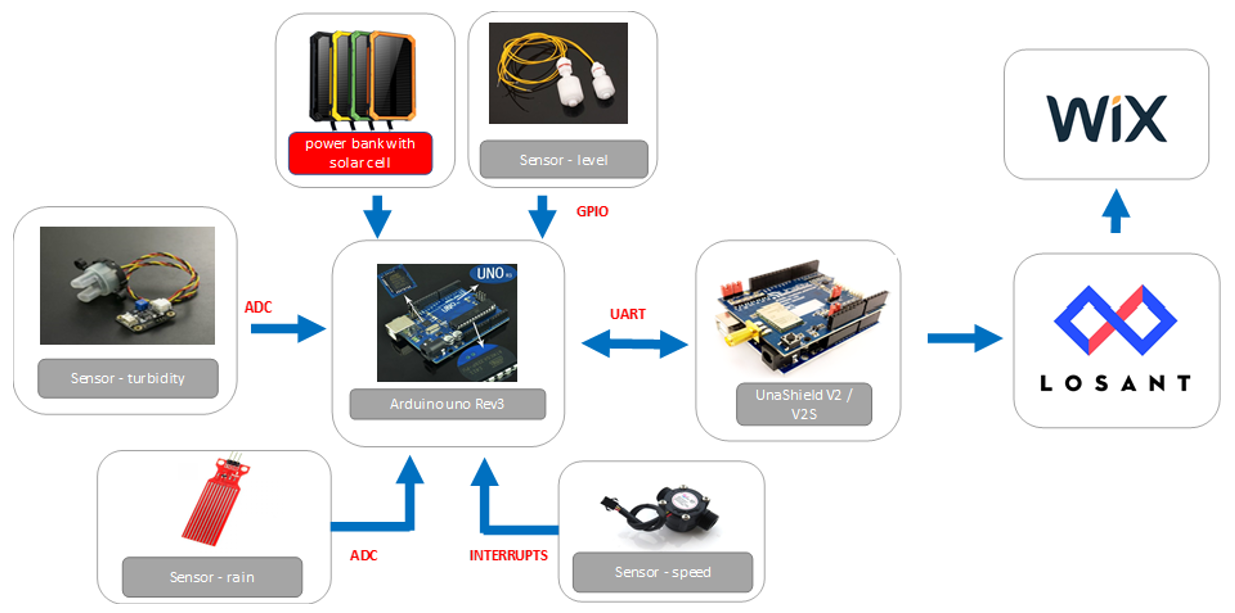 power bank with
solar cell
Sensor - level
GPIO
WiX
Sensor - turbidity
ADC
UNO R3
Arduino uno Rev3
UART
UnaShield V2 /
V2S
LOSANT
Sensor - rain
ADC
INTERRUPTS
Sensor - speed